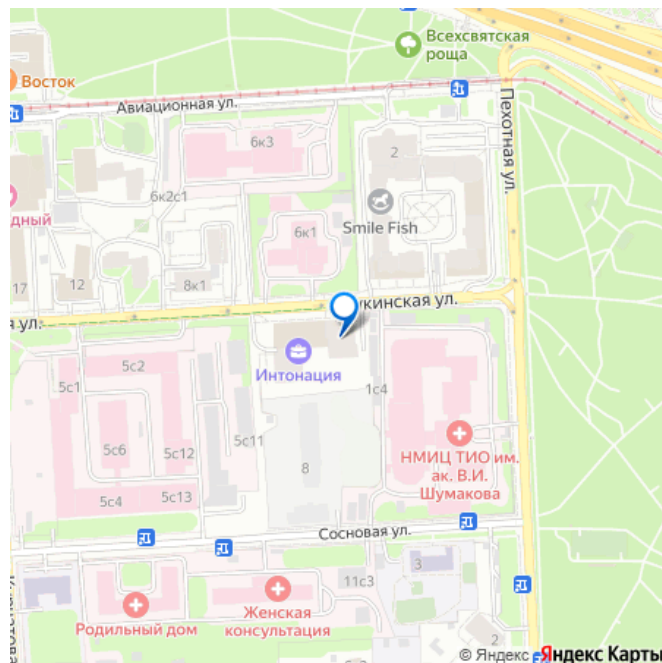 Всехсвятская
роща
Восток
Авиационная ул.
Пехотная ул.
6к3
2
6к2с1
Smile Fish
дный
6к1
17
12
8к1
укинская ул.
я ул.
5с2
5с1
Интонация
1с4
5с11
5с6
НМИЦ ТИО им.
ак. В.И.
Шумакова
5с12
8
5с4
5с13
Сосновая ул.
3
11с3
Родильный дом
Женская
консультация
2
© Яндекс Яндекс Карты